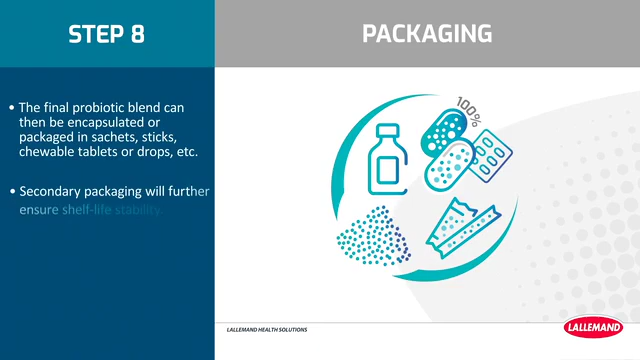 STEP 8
PACKAGING
• The final probiotic blend can
then be encapsulated or
packaged in sachets, sticks,
chewable tablets or drops, etc.
• Secondary packaging will further
ensure shelf-life stability.
100%
LALLEMAND HEALTH SOLUTIONS
LALLEMAND